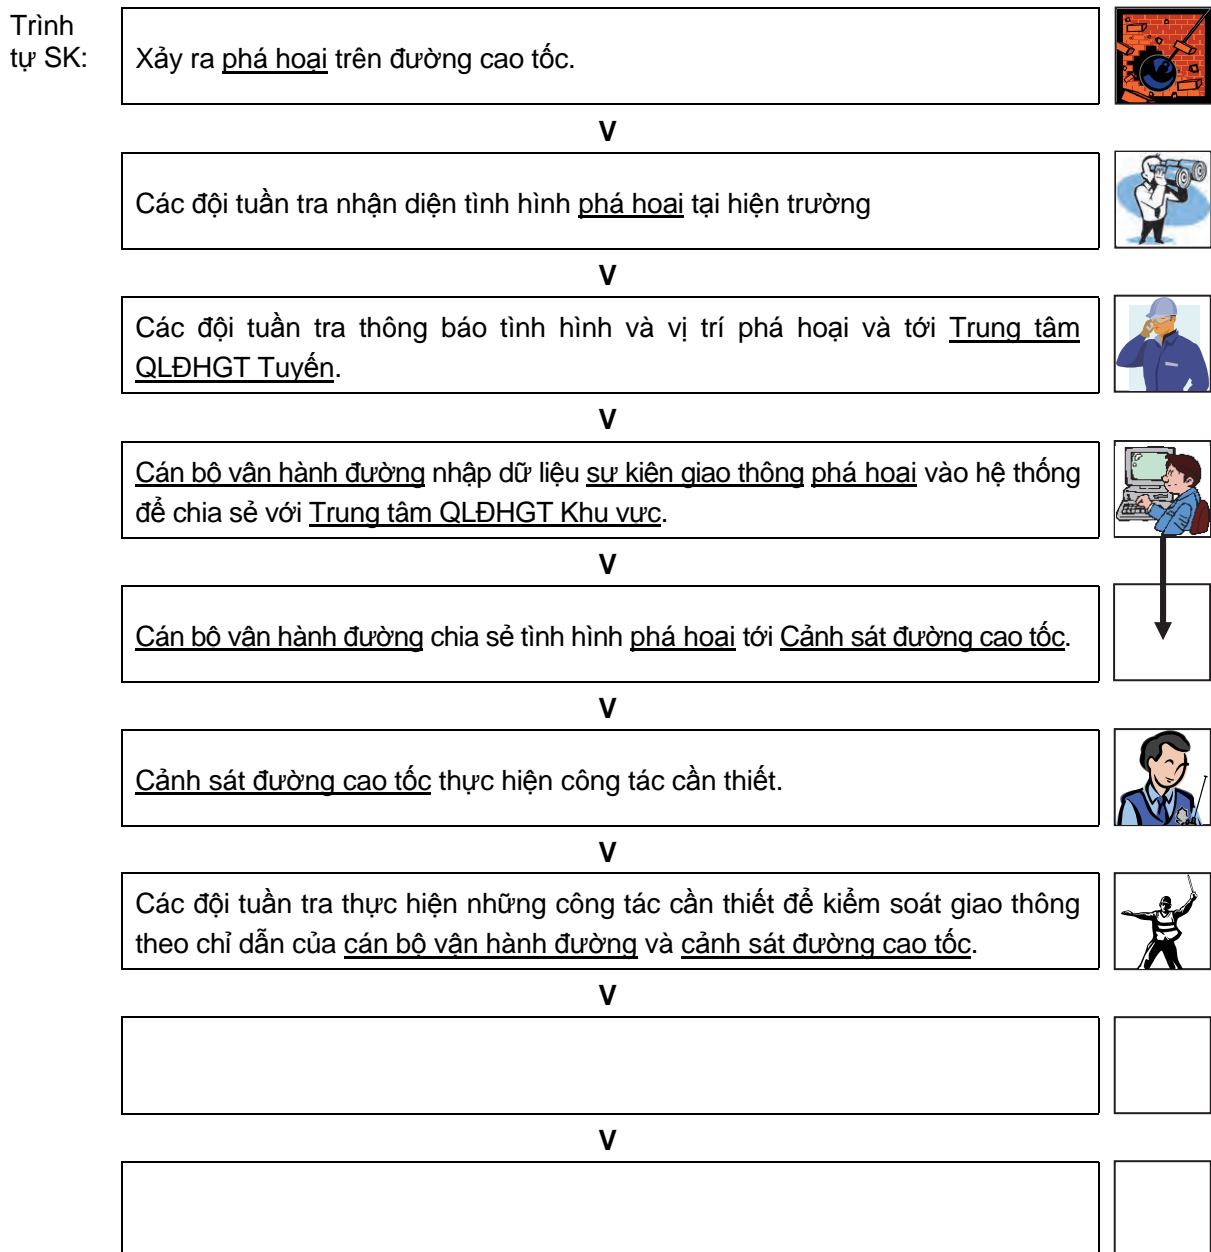 Trình
tự SK:
Xảy ra phá hoại trên đường cao tốc.
V
Các đội tuần tra nhận diện tình hình phá hoại tại hiện trường
V
Các đội tuần tra thông báo tình hình và vị trí phá hoại và tới Trung tâm
QLĐHGT Tuyến.
V
Cán bộ vận hành đường nhập dữ liệu sự kiện giao thông phá hoại vào hệ thống
để chia sẻ với Trung tâm QLĐHGT Khu vực.
V
Cán bộ vận hành đường chia sẻ tình hình phá hoại tới Cảnh sát đường cao tốc.
V
Cảnh sát đường cao tốc thực hiện công tác cần thiết.
V
Các đội tuần tra thực hiện những công tác cần thiết để kiểm soát giao thông
theo chỉ dẫn của cán bộ vận hành đường và cảnh sát đường cao tốc.
V
V